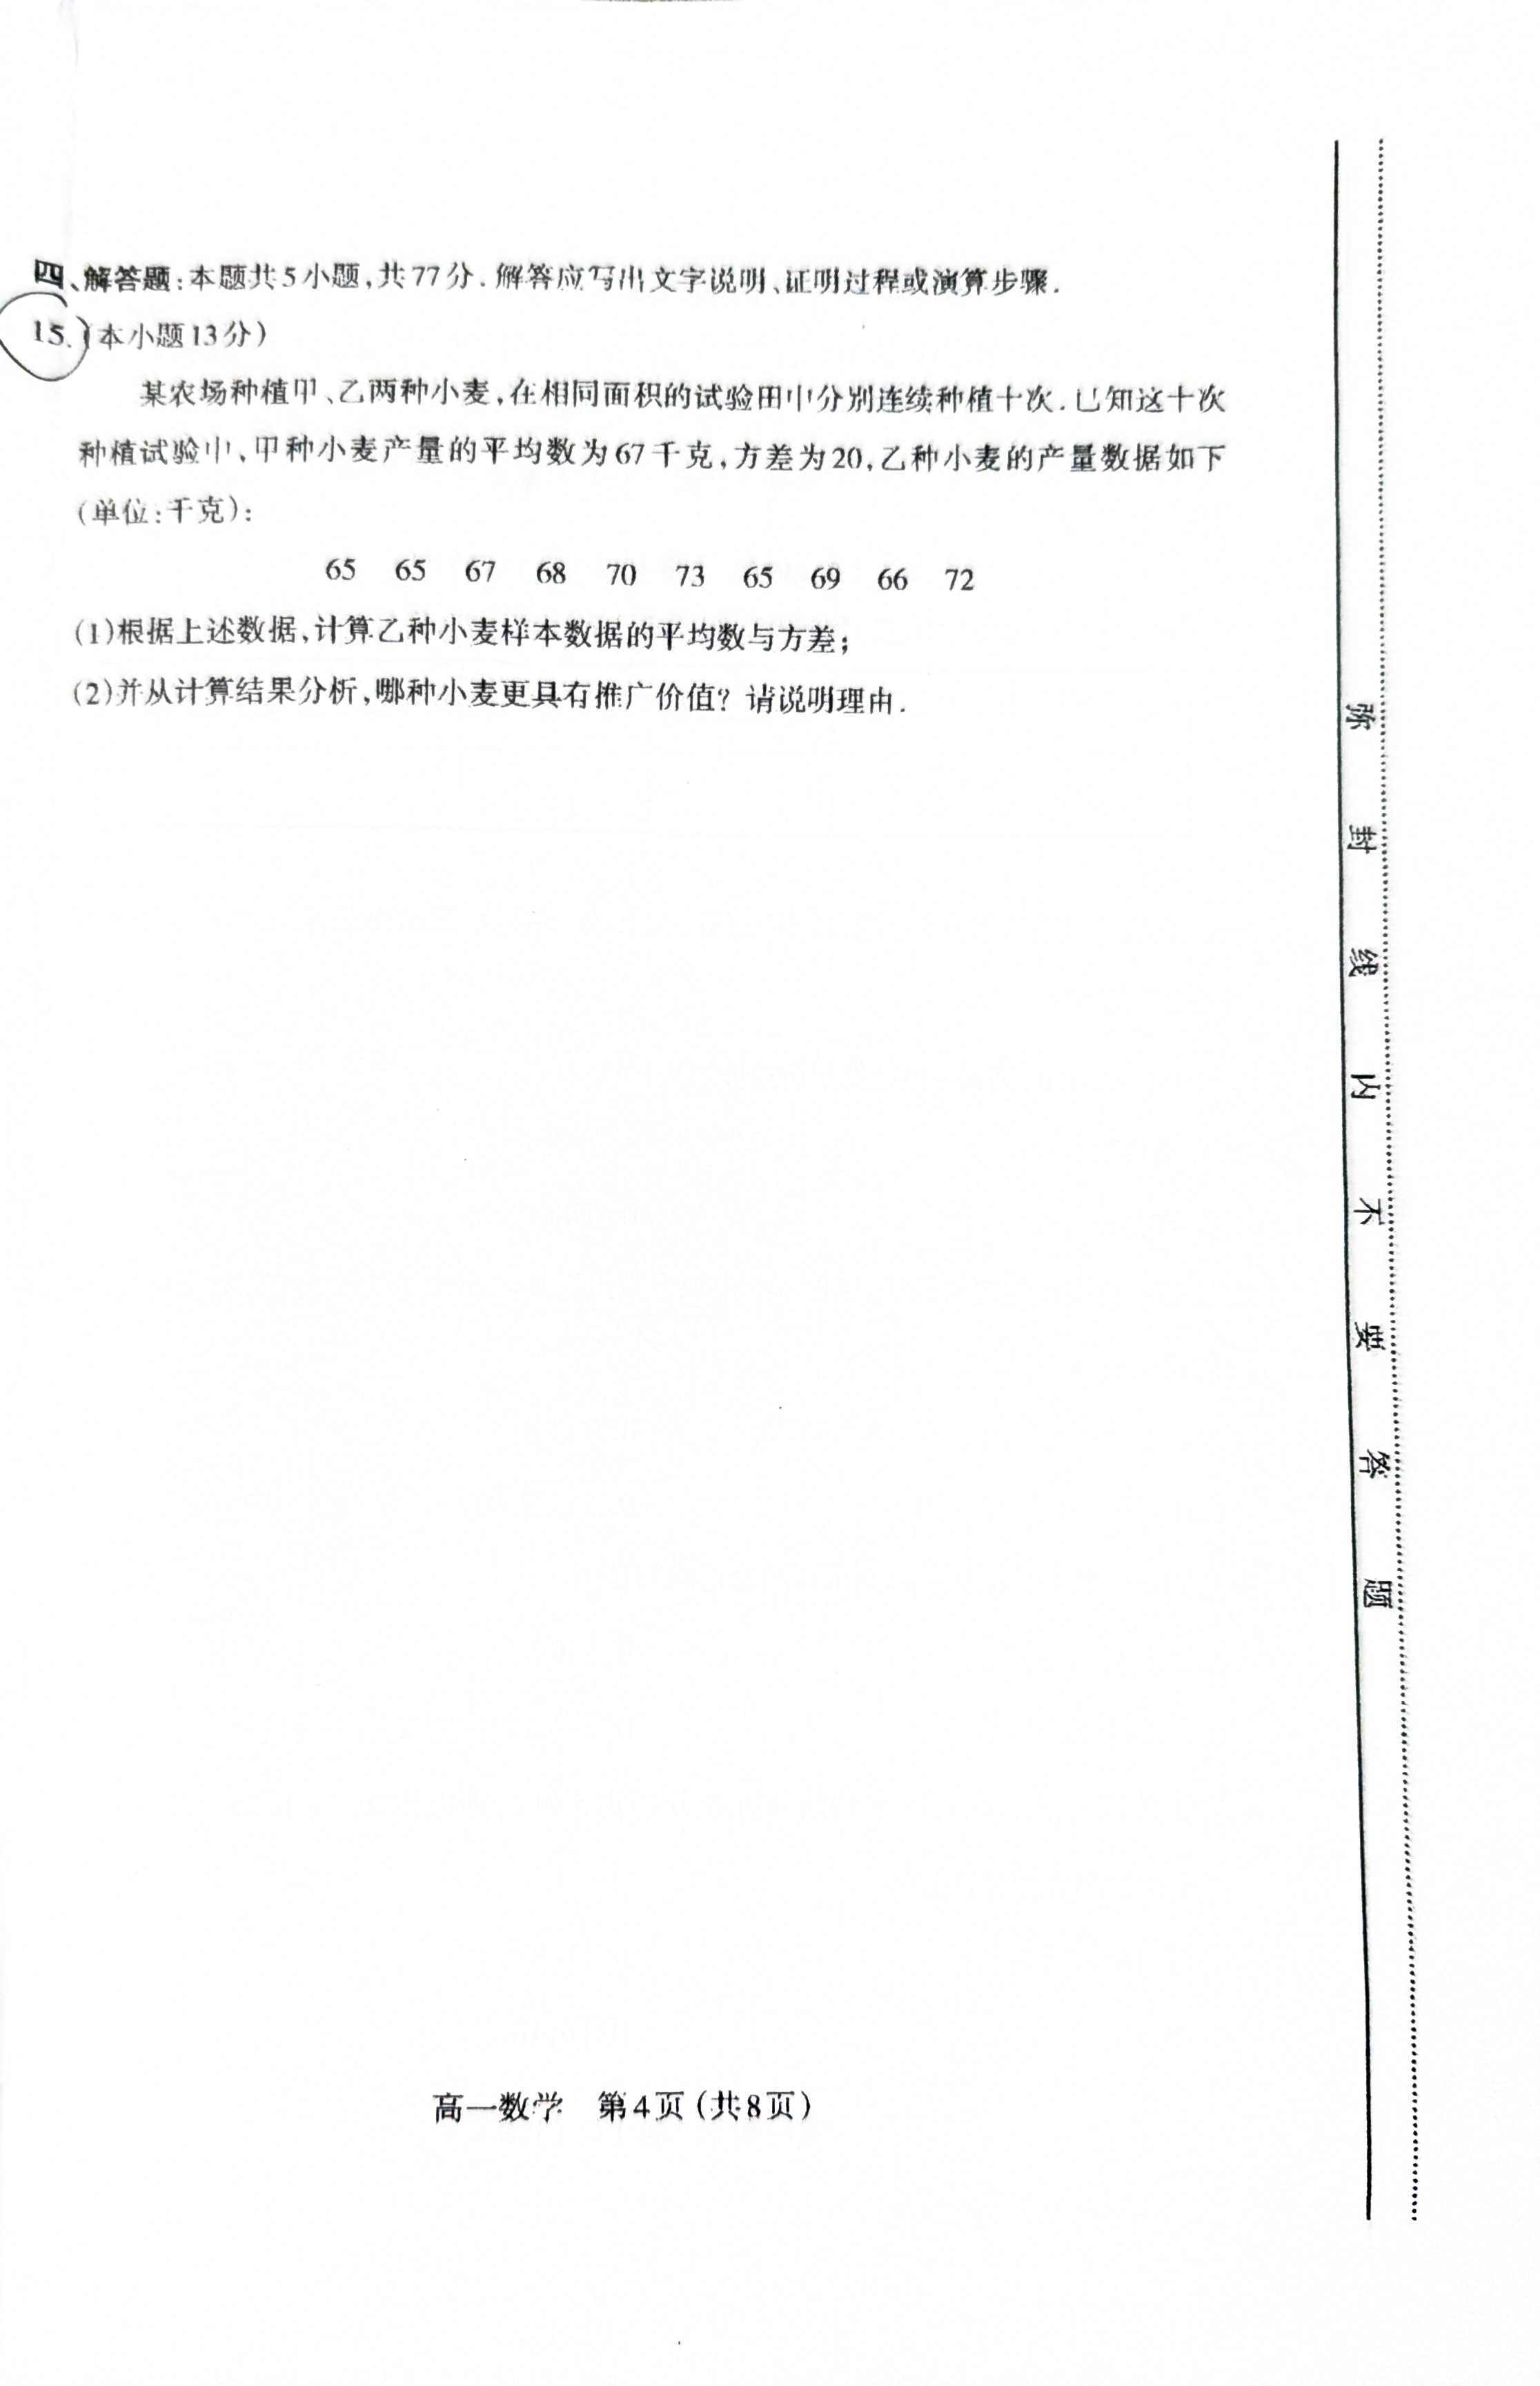 四、解答题:本题共5小题,共77分.解答应写出文字说明、证明过程或演算步骤.
15.(本小题13分)
某农场种植甲、乙两种小麦,在相同面积的试验田中分别连续种植十次.已知这十次
种植试验中,甲种小麦产量的平均数为67千克,方差为20,乙种小麦的产量数据如下
(单位:千克):
65 65 67 68 70 73 65 69 66 72
(1)根据上述数据,计算乙种小麦样本数据的平均数与方差;
(2)并从计算结果分析,哪种小麦更具有推广价值?请说明理由.
高一数学 第4页(共8页)
弥封线内不要答题